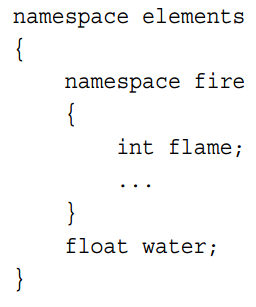 namespace elements
{
    namespace fire
    {
        int flame;
        ...
    }
    float water;
}